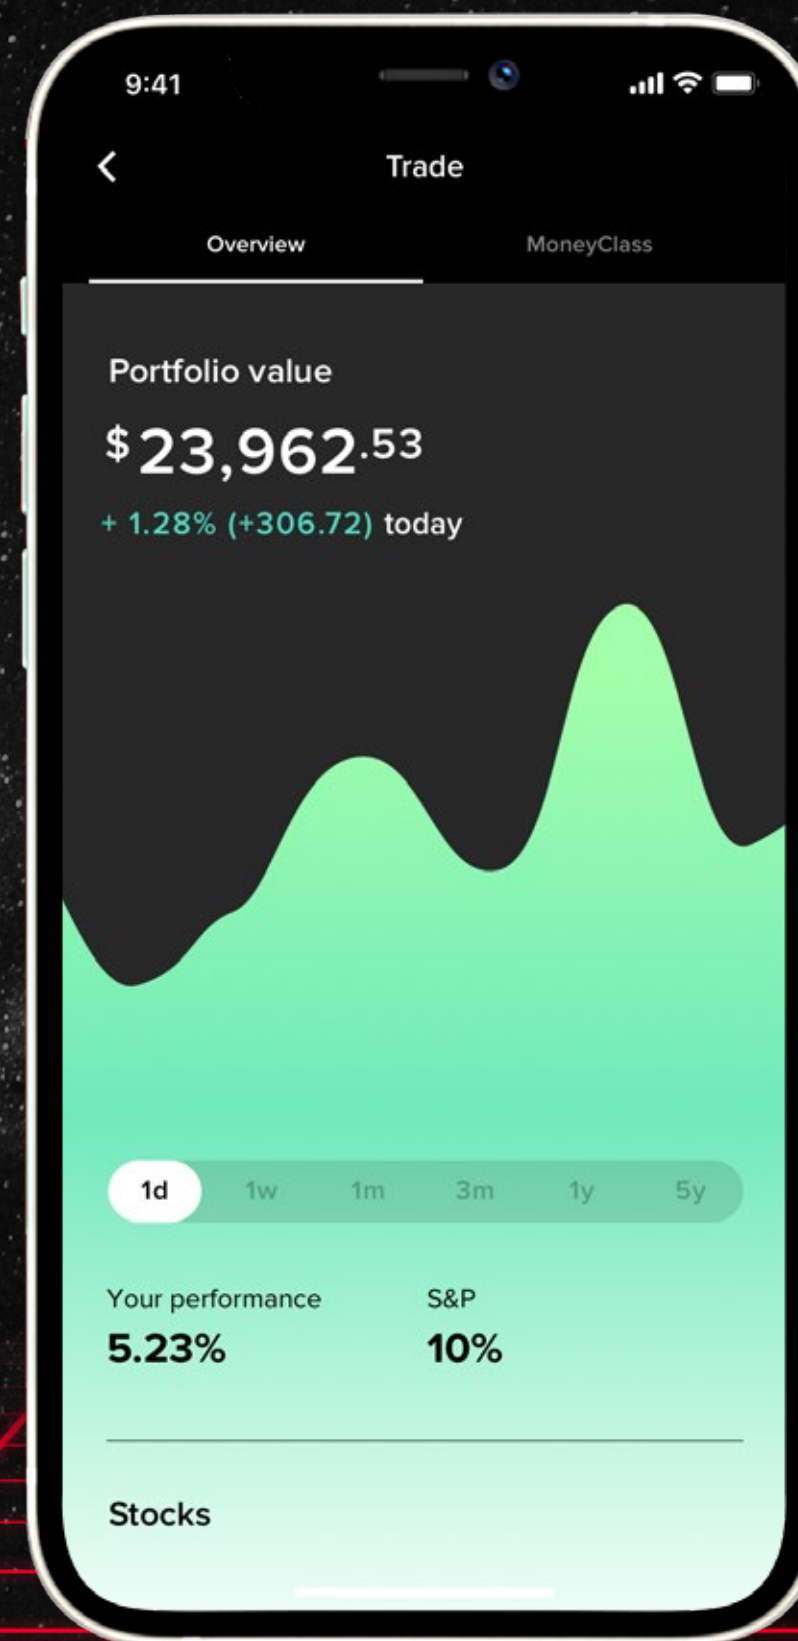 9:41
Trade
Overview MoneyClass
Portfolio value
$23,962.53
+ 1.28% (+306.72) today
1d 1w 1m 3m 1y 5y
Your performance S&P
5.23% 10%
Stocks